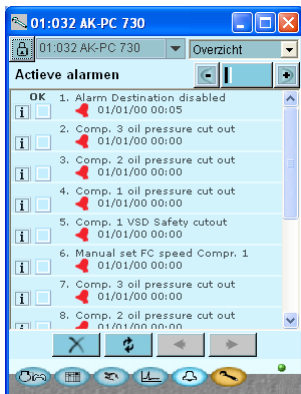 01:032 AK-PC 730
01:032 AK-PC 730 Overzicht
Actieve alarmen
OK 1. Alarm Destination disabled
01/01/00 00:05
2. Comp. 3 oil pressure cut out
01/01/00 00:00
3. Comp. 2 oil pressure cut out
01/01/00 00:00
4. Comp. 1 oil pressure cut out
01/01/00 00:00
5. Comp. 1 VSD Safety cutout
01/01/00 00:00
6. Manual set FC speed Compr. 1
01/01/00 00:00
7. Comp. 3 oil pressure cut out
01/01/00 00:00
8. Comp. 2 oil pressure cut out
01/01/00 00:00